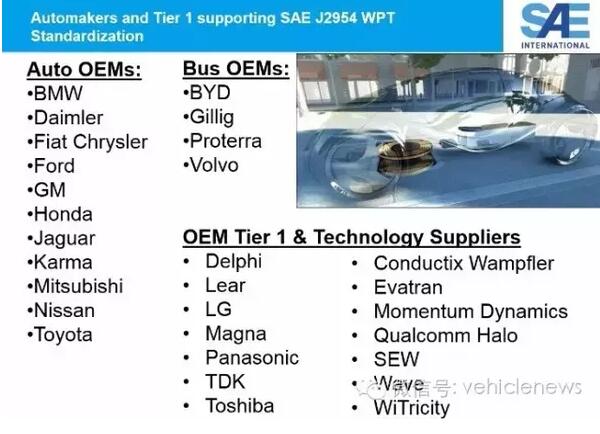 Automakers and Tier 1 supporting SAE J2954 WPT
Standardization
SAE
INTERNATIONAL
Auto OEMs:
•BMW
•Daimler
•Fiat Chrysler
•Ford
•GM
•Honda
•Jaguar
•Karma
•Mitsubishi
•Nissan
•Toyota
Bus OEMs:
•BYD
•Gillig
•Proterra
•Volvo
OEM Tier 1 & Technology Suppliers
• Delphi
• Lear
• LG
• Magna
• Panasonic
• TDK
• Toshiba
• Conductix Wampfler
• Evatran
• Momentum Dynamics
• Qualcomm Halo
• SEW
• Wave
• WiTricity
微信号: vehiclenews